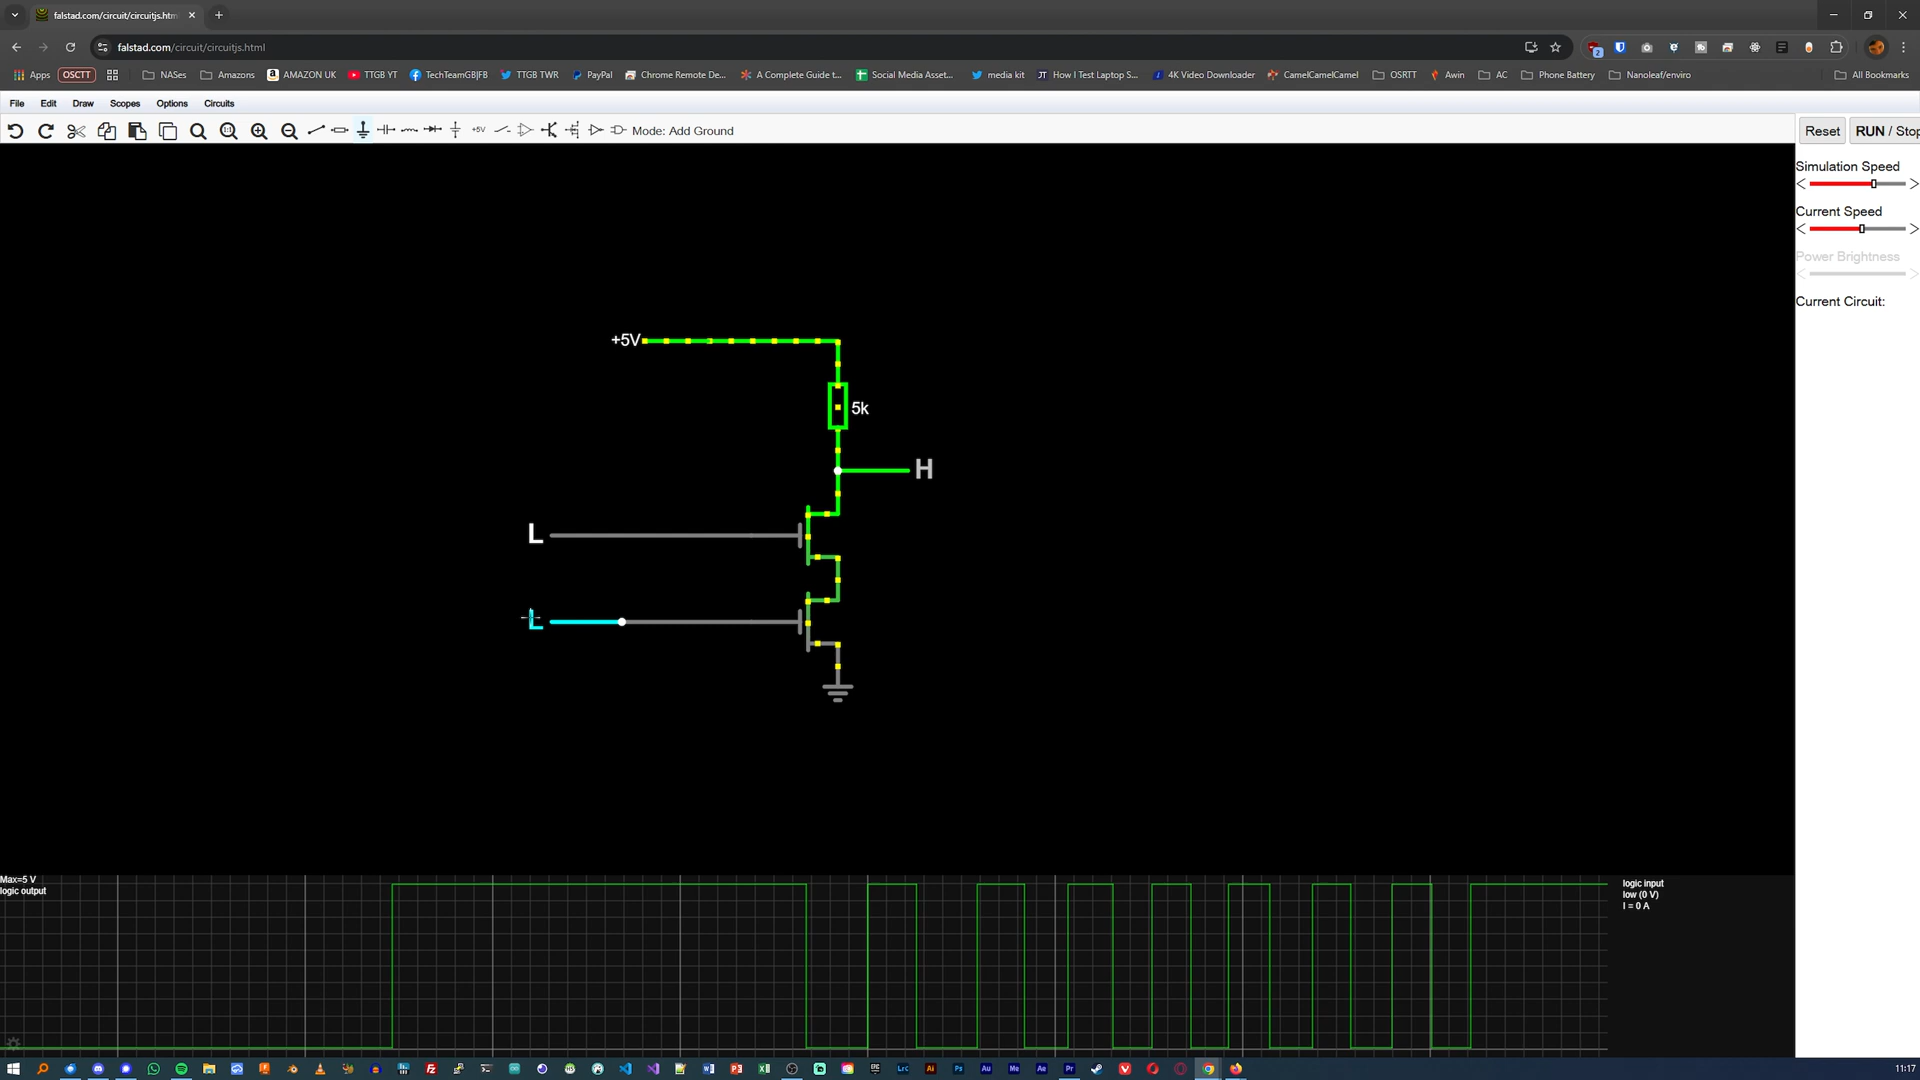 falstad.com/circuit/circuitjs.htm
falstad.com/circuit/circuitjs.html
2
Apps
OSCTT
NASes
Amazons
AMAZON UK
TTGB YT
TechTeamGB|FB
TTGB TWR
PayPal
Chrome Remote De...
A Complete Guide t...
Social Media Asset...
media kit
How I Test Laptop S...
4K Video Downloader
CamelCamelCamel
OSRTT
Awin
AC
Phone Battery
Nanoleaf/enviro
All Bookmarks
File Edit Draw Scopes Options Circuits
+5V
Mode: Add Ground
Reset
RUN / Stop
Simulation Speed
Current Speed
Power Brightness
Current Circuit:
+5V
5k
H
L
L
Max=5 V
logic output
logic input
low (0 V)
I = 0 A
11:17